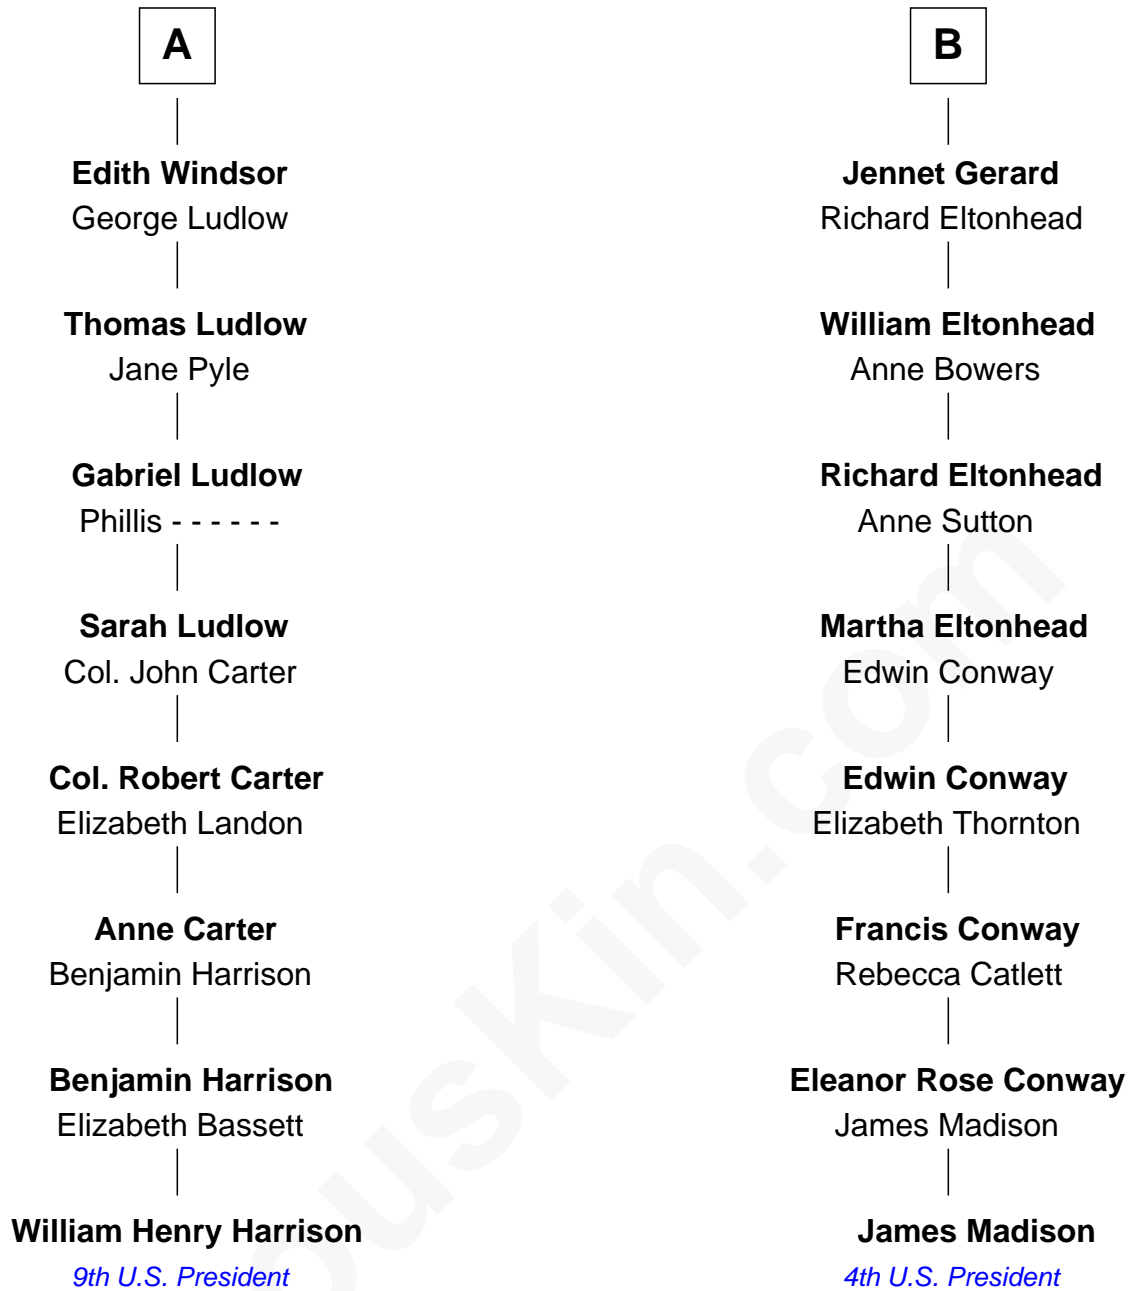 A
Edith Windsor
George Ludlow
Thomas Ludlow
Jane Pyle
Gabriel Ludlow
Phillis - - - - - -
Sarah Ludlow
Col. John Carter
Col. Robert Carter
Elizabeth Landon
Anne Carter
Benjamin Harrison
Benjamin Harrison
Elizabeth Bassett
William Henry Harrison
9th U.S. President
B
Jennet Gerard
Richard Eltonhead
William Eltonhead
Anne Bowers
Richard Eltonhead
Anne Sutton
Martha Eltonhead
Edwin Conway
Edwin Conway
Elizabeth Thornton
Francis Conway
Rebecca Catlett
Eleanor Rose Conway
James Madison
James Madison
4th U.S. President
ousKin.com